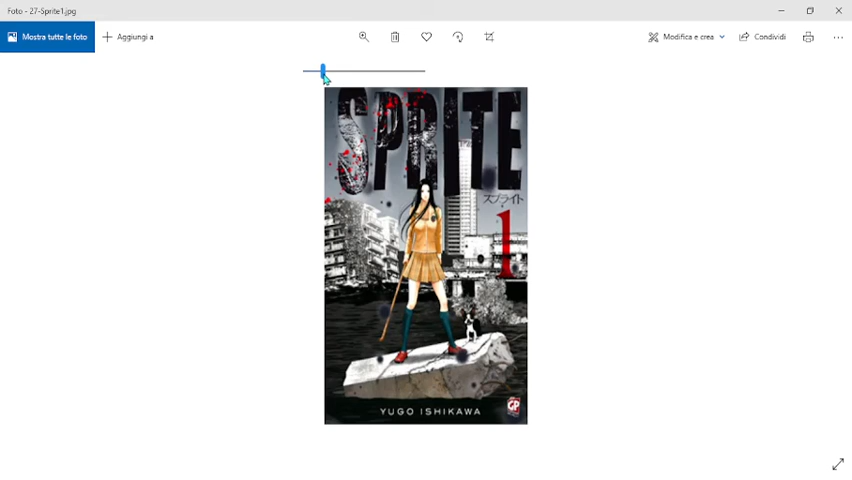 Foto - 27-Sprite1.jpg
Mostra tutte le foto
Aggiungi a
Modifica e crea
Condividi
SPRITE
スプライト
1
YUGO ISHIKAWA
GP